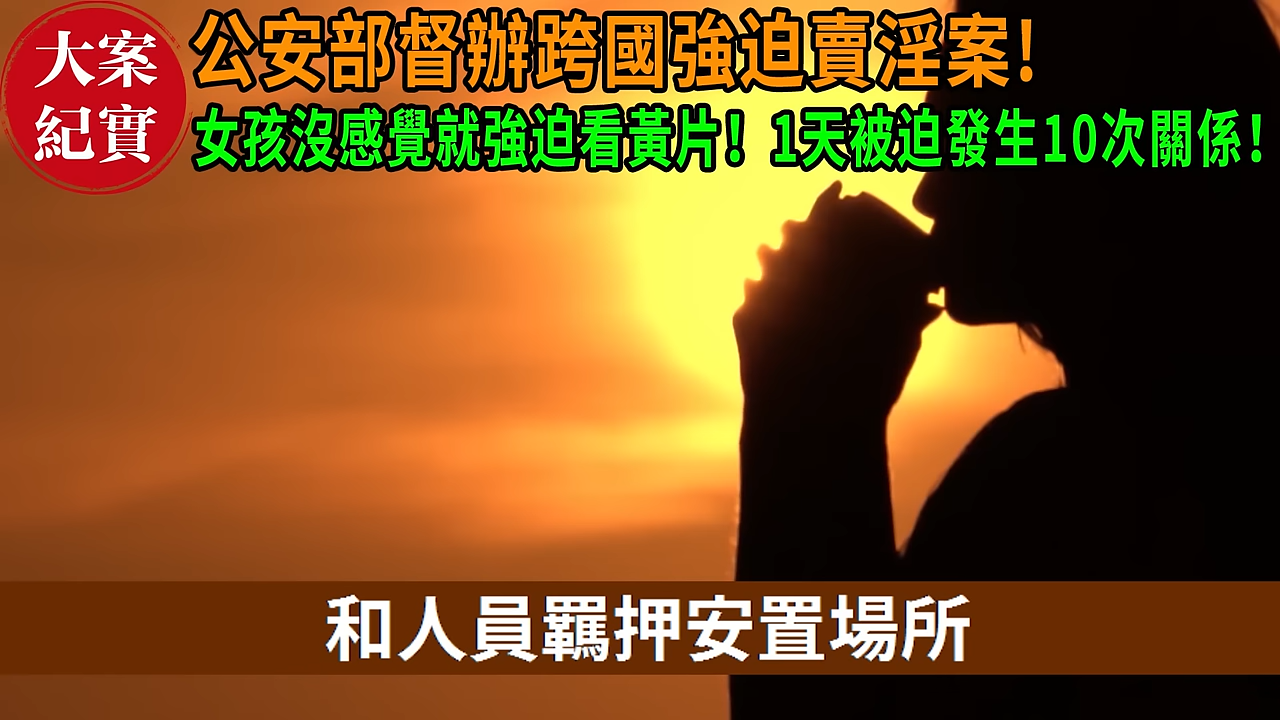 大案
紀實
公安部督辦跨國強迫賣淫案!
女孩沒感覺就強迫看黃片！1天被迫發生10次關係！
和人員羈押安置場所